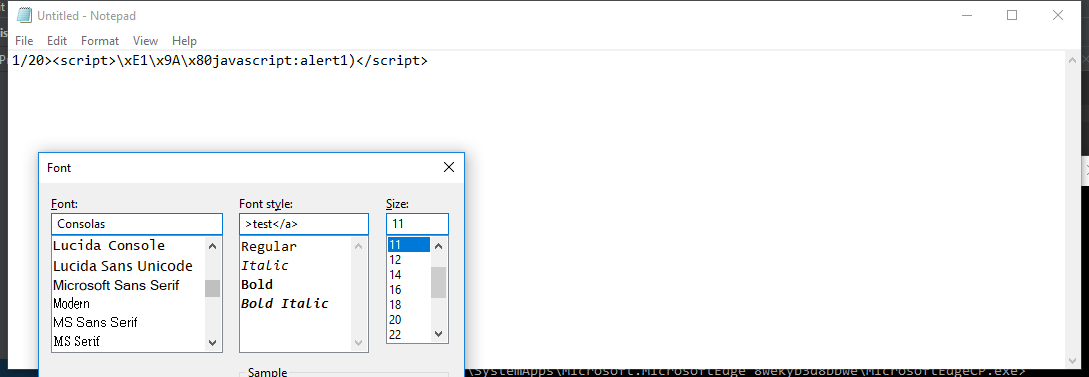 Untitled - Notepad
File Edit Format View Help
1/20><script>\xE1\x9A\x80javascript:alert1)</script>
Font
Font: Font style: Size:
Consolas >test</a> 11
Lucida Console Regular 11
Lucida Sans Unicode Italic 12
Microsoft Sans Serif Bold 14
Modern Bold Italic 16
MS Sans Serif 18
MS Serif 20
22
Sample
\SystemApps\Microsoft.MicrosoftEdge_8wekyb3d8bbwe\MicrosoftEdgeCP.exe>